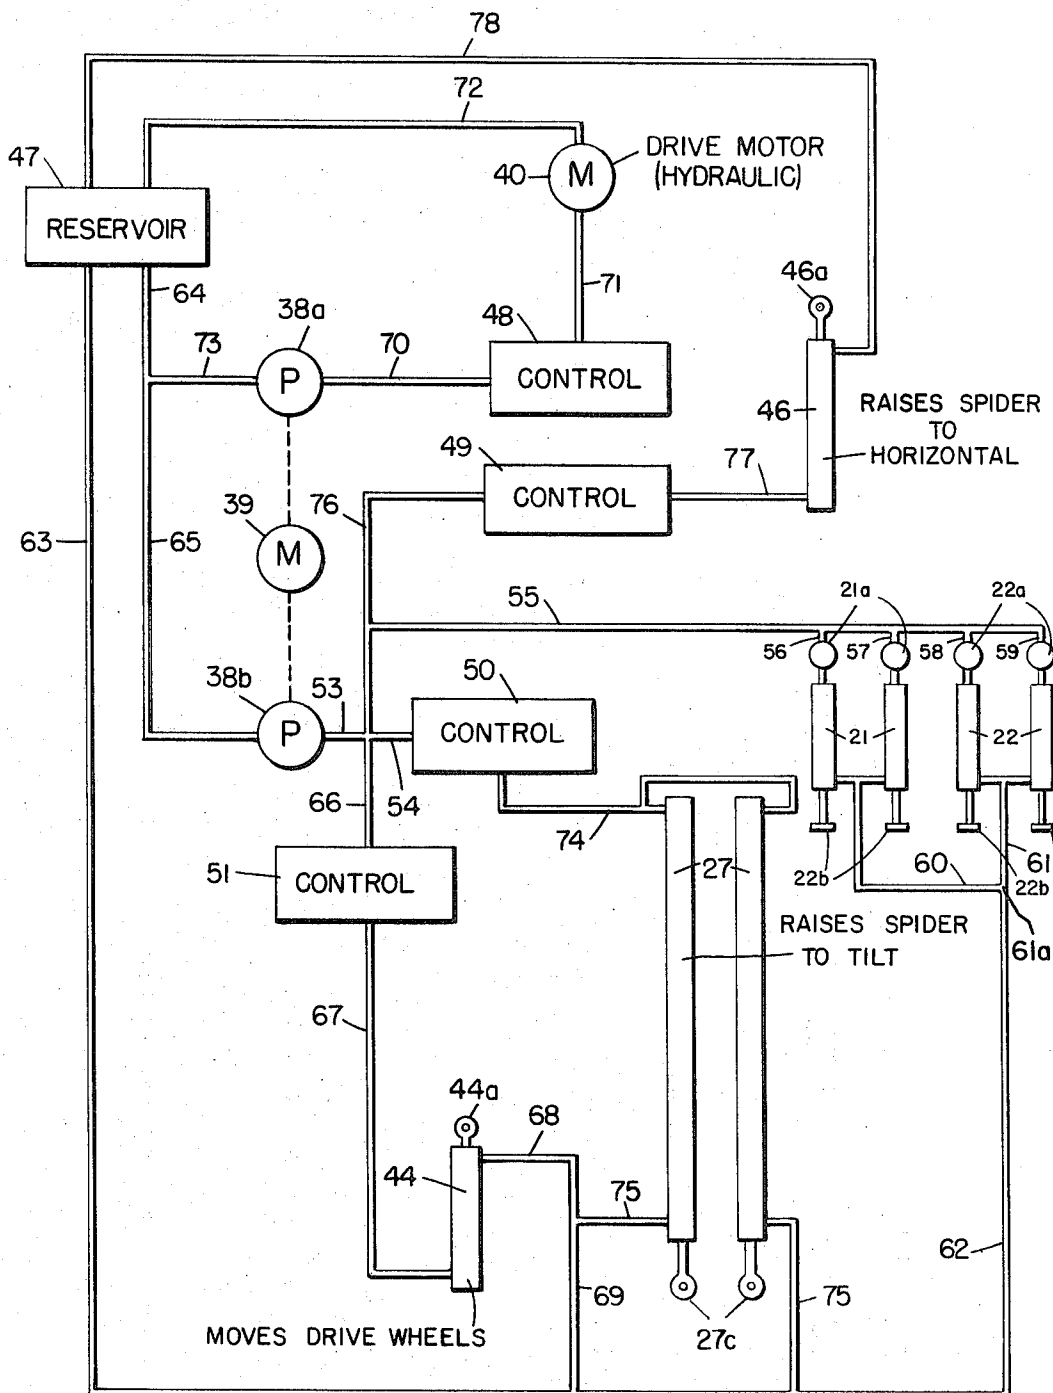 78
72
47
DRIVE MOTOR
(HYDRAULIC)
40
M
RESERVOIR
64
71
46a
38a
48
73
P
70
CONTROL
46
RAISES SPIDER
TO
HORIZONTAL
49
CONTROL
77
76
39
63
65
M
55
21a
22a
56
57
58
59
38b
53
50
P
CONTROL
21
22
54
66
74
51
CONTROL
27
22b
60
61
22b
61a
RAISES SPIDER
TO TILT
67
44a
68
44
75
62
69
75
MOVES DRIVE WHEELS
27c